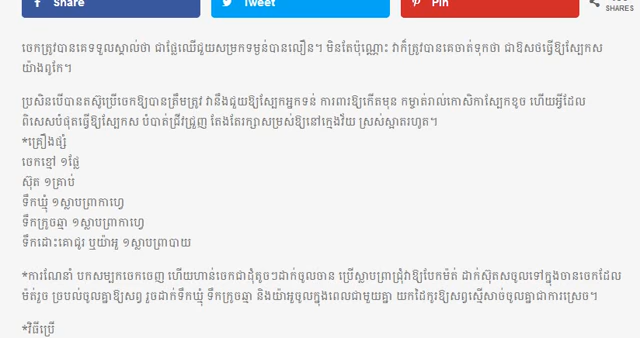 Share
Tweet
Pin
SHARES
ចេកត្រូវបានគេទទួលស្គាល់ថា ជាផ្លែឈើជួយសម្រកទម្ងន់បានលឿន។ មិនតែប៉ុណ្ណោះ វាក៏ត្រូវបានគេចាត់ទុកថា ជាឱសថធ្វើឱ្យស្បែកស
យ៉ាងពូកែ។
ប្រសិនបើបានតស៊ូប្រើចេកឱ្យបានត្រឹមត្រូវ វានឹងជួយឱ្យស្បែកអ្នកទន់ ការពារឱ្យកើតមុន កម្ចាត់រាល់កោសិកាស្បែកខូច ហើយអ្វីដែល
ពិសេសបំផុតធ្វើឱ្យស្បែកស បំបាត់ជ្រីវជ្រួញ តែងតែរក្សាសម្រស់ឱ្យនៅក្មេងវ័យ ស្រស់ស្អាតរហូត។
*គ្រឿងផ្សំ
ចេកខ្មៅ ១ផ្លែ
ស៊ុត ១គ្រាប់
ទឹកឃ្មុំ ១ស្លាបព្រាកាហ្វេ
ទឹកក្រូចឆ្មា ១ស្លាបព្រាកាហ្វេ
ទឹកដោះគោជូរ ឬយ៉ាអួ ១ស្លាបព្រាបាយ
*ការណែនាំ បកសម្បកចេកចេញ ហើយហាន់ចេកជាដុំតូចៗដាក់ចូលចាន ប្រើស្លាបព្រាជ្រុំវាឱ្យបែកម៉ត់ ដាក់ស៊ុតសចូលទៅក្នុងចានចេកដែល
ម៉ត់រួច ច្របល់ចូលគ្នាឱ្យសព្វ រួចដាក់ទឹកឃ្មុំ ទឹកក្រូចឆ្មា និងយ៉ាអួចូលក្នុងពេលជាមួយគ្នា យកដៃកូរឱ្យសព្វស្មើសាច់ចូលគ្នាជាការស្រេច។
*វិធីប្រើ